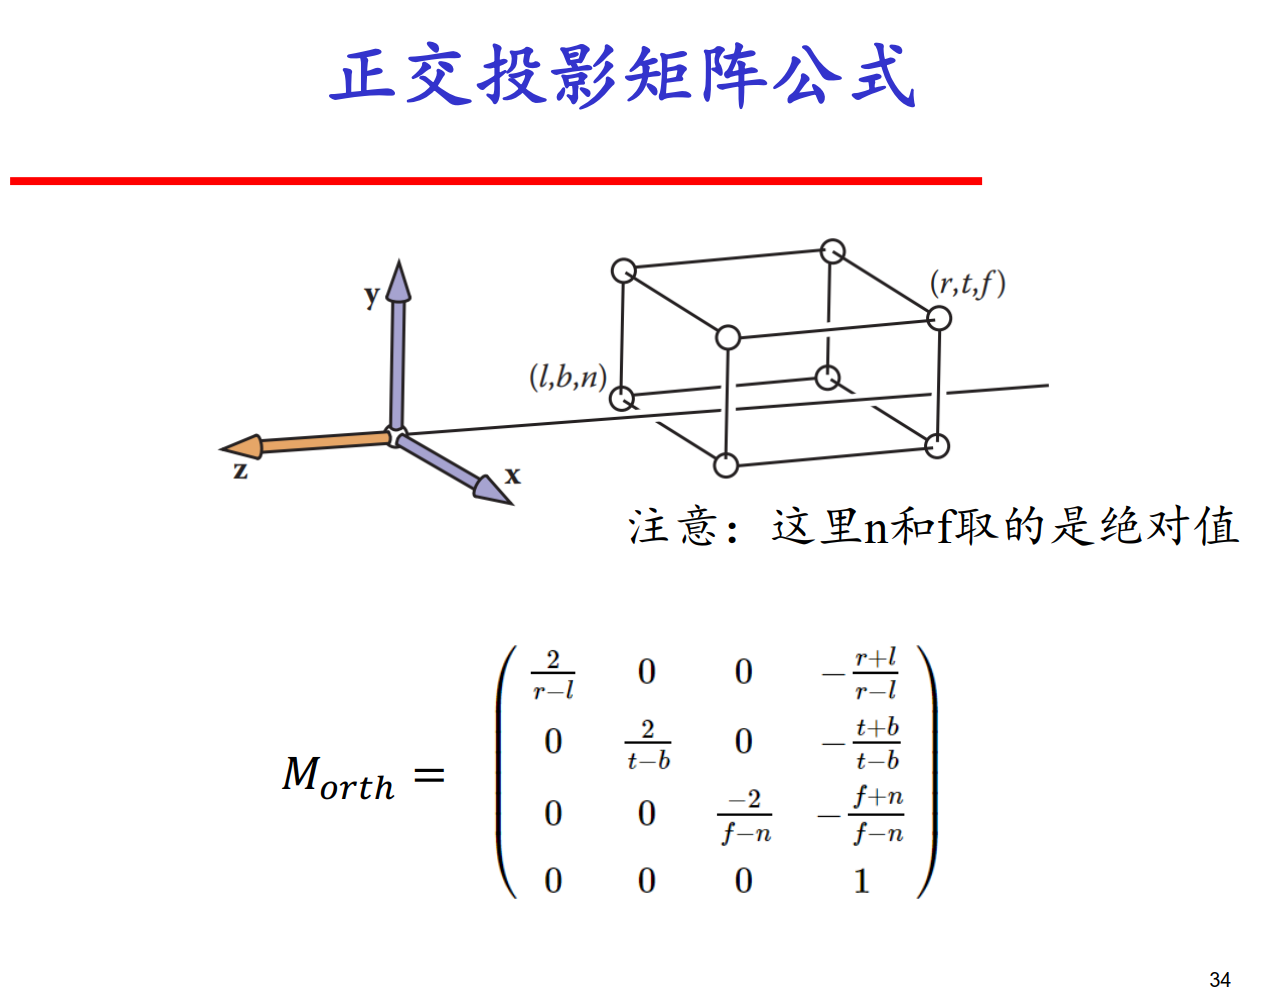 正交投影矩阵公式
y
z
x
(r,t,f)
(l,b,n)
注意：这里n和f取的是绝对值
M_orth =
2/(r−l) 0 0 −(r+l)/(r−l)
0 2/(t−b) 0 −(t+b)/(t−b)
0 0 −2/(f−n) −(f+n)/(f−n)
0 0 0 1
34